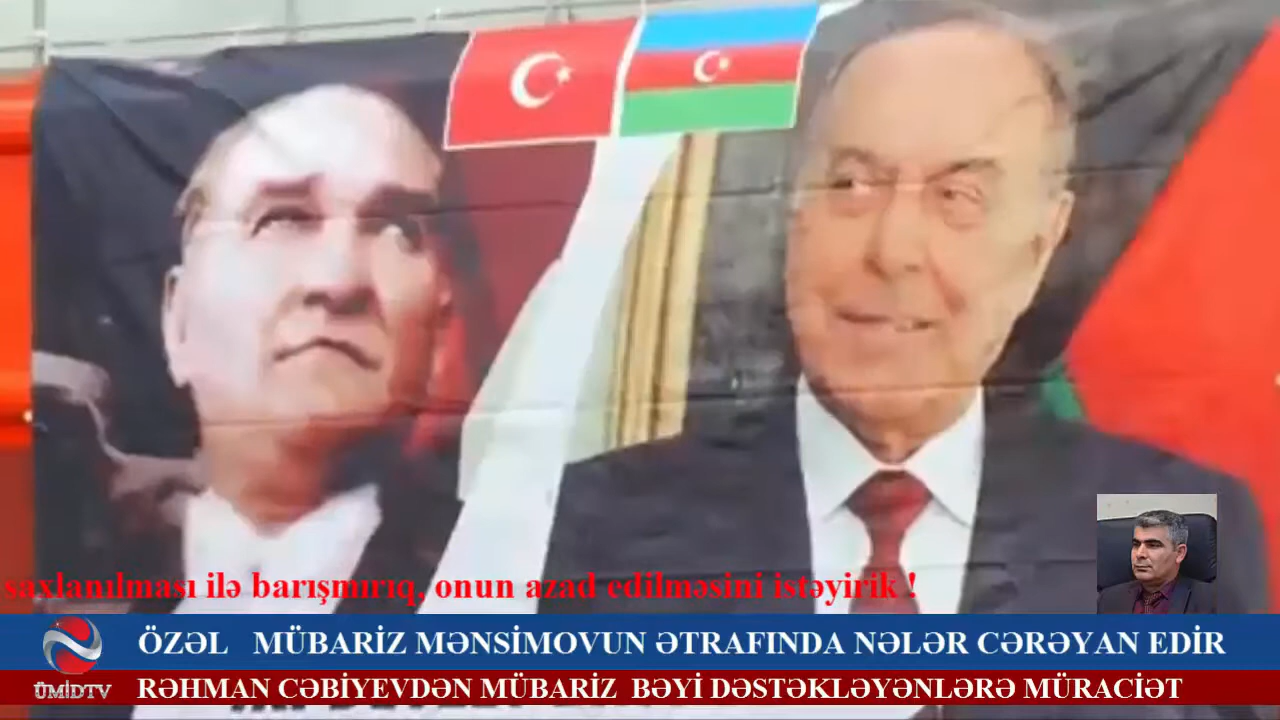 saxlanılması ilə barışmırıq, onun azad edilməsini istəyirik !
ÖZƏL MÜBARİZ MƏNSİMOVUN ƏTRAFINDA NƏLƏR CƏRƏYAN EDİR
ÜMİDTV
RƏHMAN CƏBİYEVDƏN MÜBARİZ BƏYİ DƏSTƏKLƏYƏNLƏRƏ MÜRACİƏT